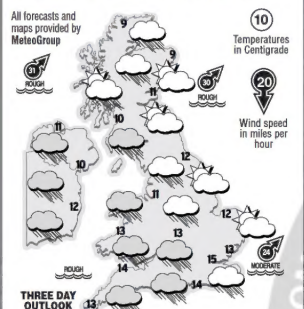 All forecasts and
maps provided by
MeteoGroup
10
Temperatures
in Centigrade
20
Wind speed
in miles per
hour
9
9
31
ROUGH
30
ROUGH
11
10
11
10
12
12
11
12
13
13
13
15
14
14
13
24
MODERATE
ROUGH
THREE DAY
OUTLOOK